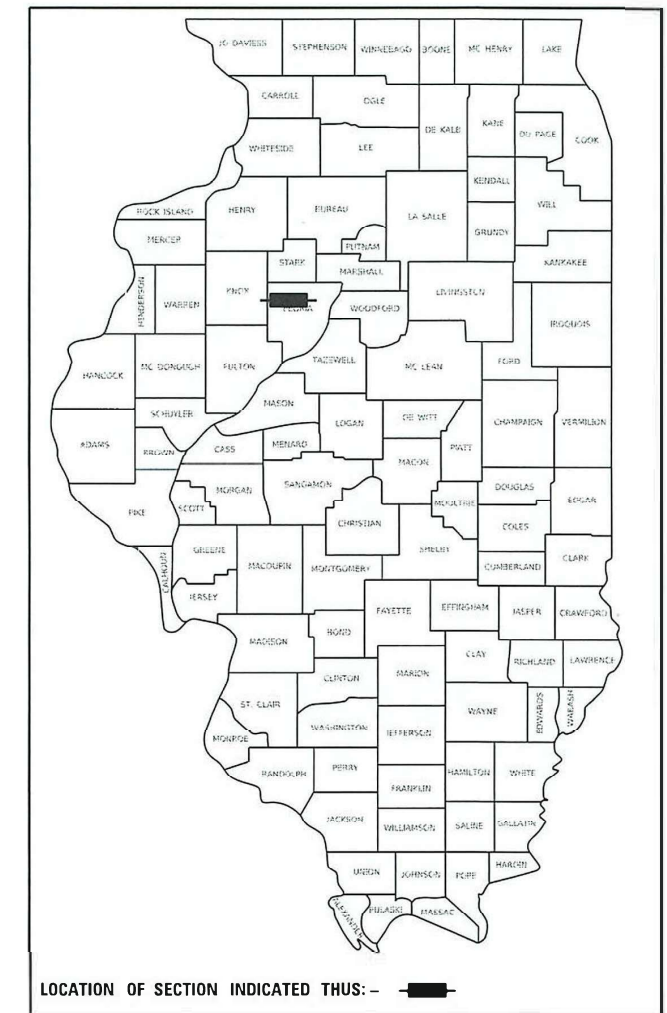 JO DAVIESS STEPHENSON WINNEBAGO BOONE MC HENRY LAKE
CARROLL OGLE
DE KALB KANE DU PAGE COOK
WHITESIDE LEE
KENDALL
ROCK ISLAND HENRY BUREAU LA SALLE WILL
MERCER PUTNAM GRUNDY
STARK MARSHALL KANKAKEE
HENDERSON WARREN KNOX LIVINGSTON
PEORIA WOODFORD IROQUOIS
HANCOCK MC DONOUGH FULTON TAZEWELL MC LEAN FORD
MASON
SCHUYLER LOGAN DE WITT CHAMPAIGN VERMILION
ADAMS BROWN CASS MENARD PIATT
MACON
PIKE SCOTT MORGAN SANGAMON MOULTRIE DOUGLAS EDGAR
CHRISTIAN COLES
GREENE SHELBY
CALHOUN MACOUPIN MONTGOMERY CUMBERLAND CLARK
JERSEY FAYETTE EFFINGHAM JASPER CRAWFORD
MADISON BOND
CLAY RICHLAND LAWRENCE
CLINTON MARION
ST. CLAIR WAYNE EDWARDS WABASH
MONROE WASHINGTON JEFFERSON
RANDOLPH PERRY HAMILTON WHITE
FRANKLIN
JACKSON WILLIAMSON SALINE GALLATIN
UNION JOHNSON POPE HARDIN
ALEXANDER PULASKI MASSAC
LOCATION OF SECTION INDICATED THUS: –